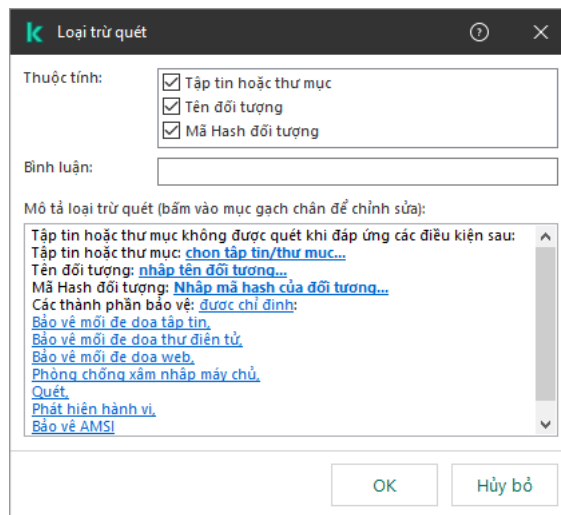 Loại trừ quét
Thuộc tính:
Tập tin hoặc thư mục
Tên đối tượng
Mã Hash đối tượng
Bình luận:
Mô tả loại trừ quét (bấm vào mục gạch chân để chỉnh sửa):
Tập tin hoặc thư mục không được quét khi đáp ứng các điều kiện sau:
Tập tin hoặc thư mục: chọn tập tin/thư mục...
Tên đối tượng: nhập tên đối tượng...
Mã Hash đối tượng: Nhập mã hash của đối tượng...
Các thành phần bảo vệ: được chỉ định:
Bảo vệ mối đe dọa tập tin,
Bảo vệ mối đe dọa thư điện tử,
Bảo vệ mối đe dọa web,
Phòng chống xâm nhập máy chủ,
Quét,
Phát hiện hành vi,
Bảo vệ AMSI
OK
Hủy bỏ